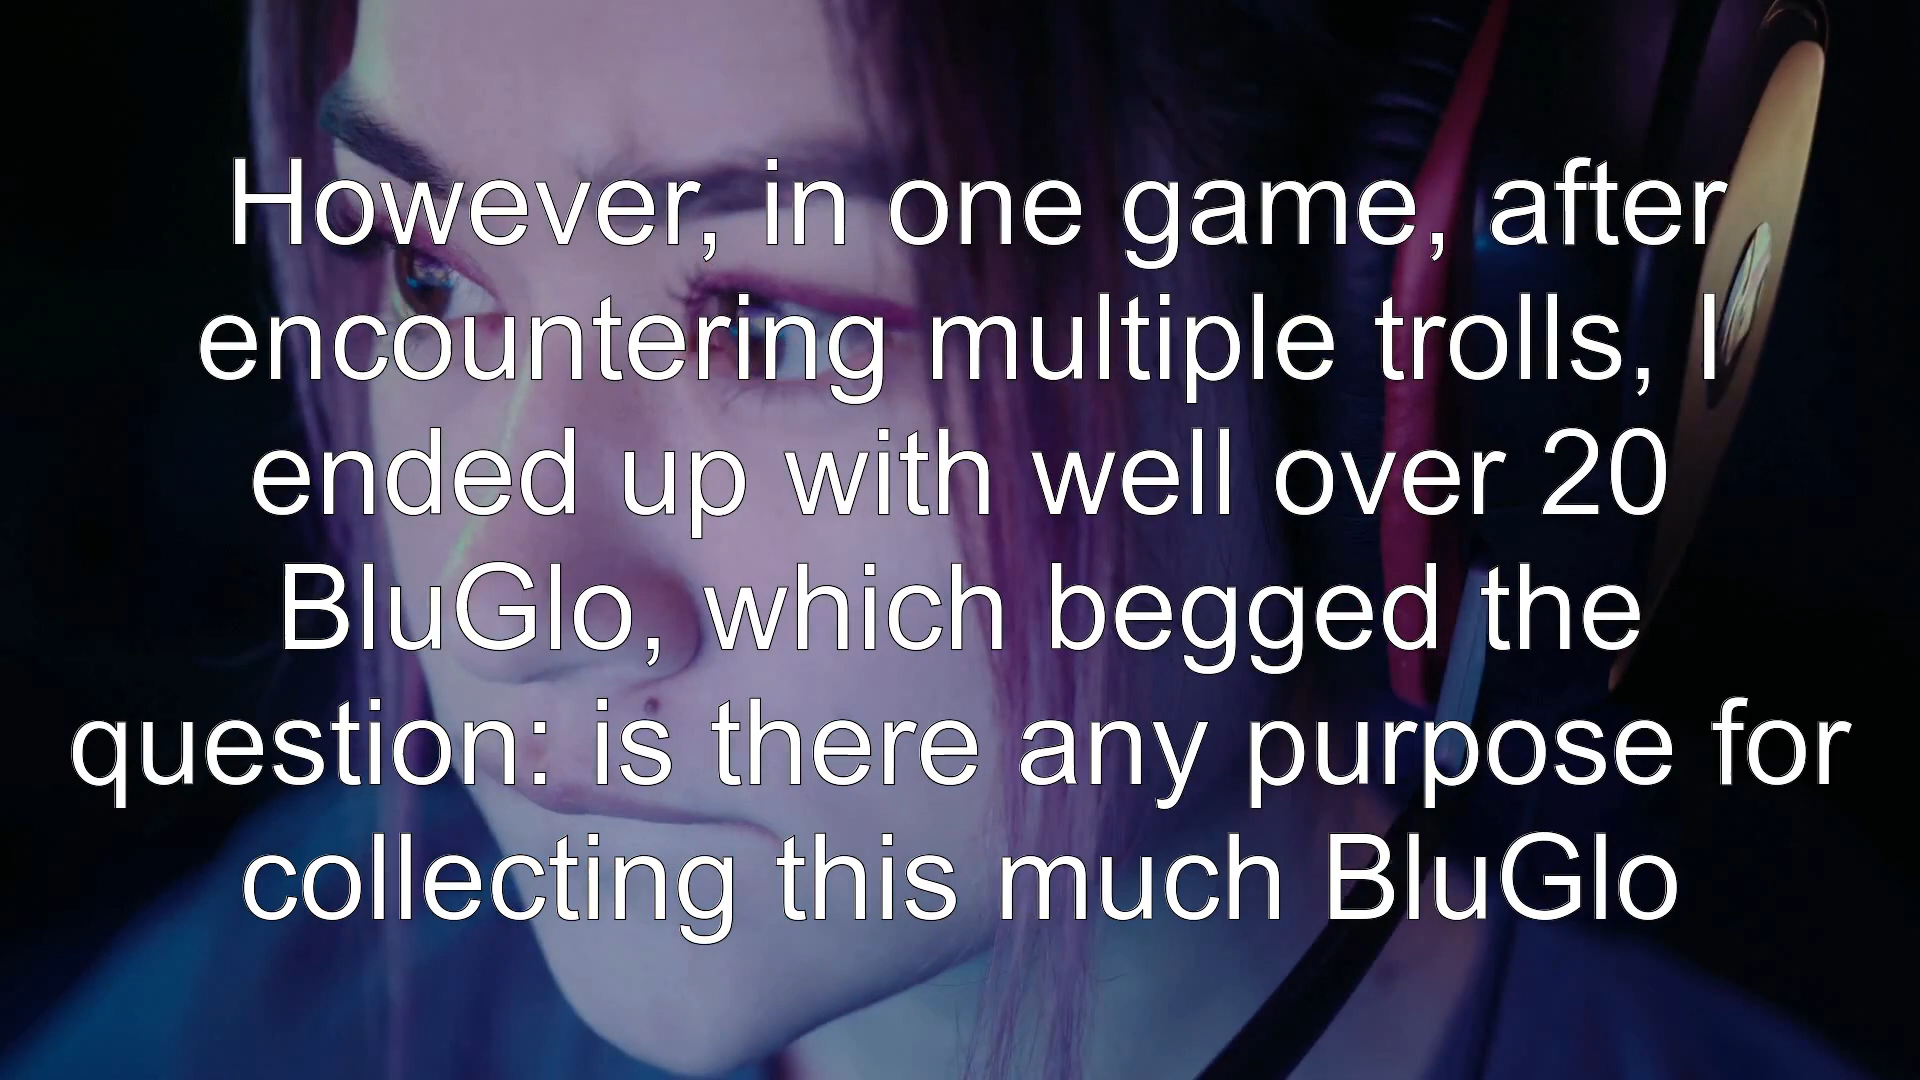 However, in one game, after
encountering multiple trolls, I
ended up with well over 20
BluGlo, which begged the
question: is there any purpose for
collecting this much BluGlo